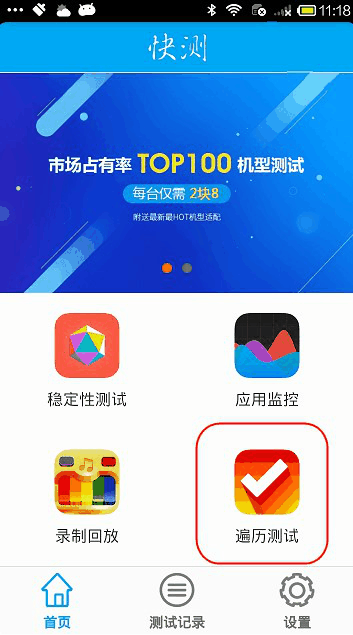 11:18
快测
市场占有率 TOP100 机型测试
每台仅需 2块8
附送最新最HOT机型适配
稳定性测试
应用监控
录制回放
遍历测试
首页
测试记录
设置